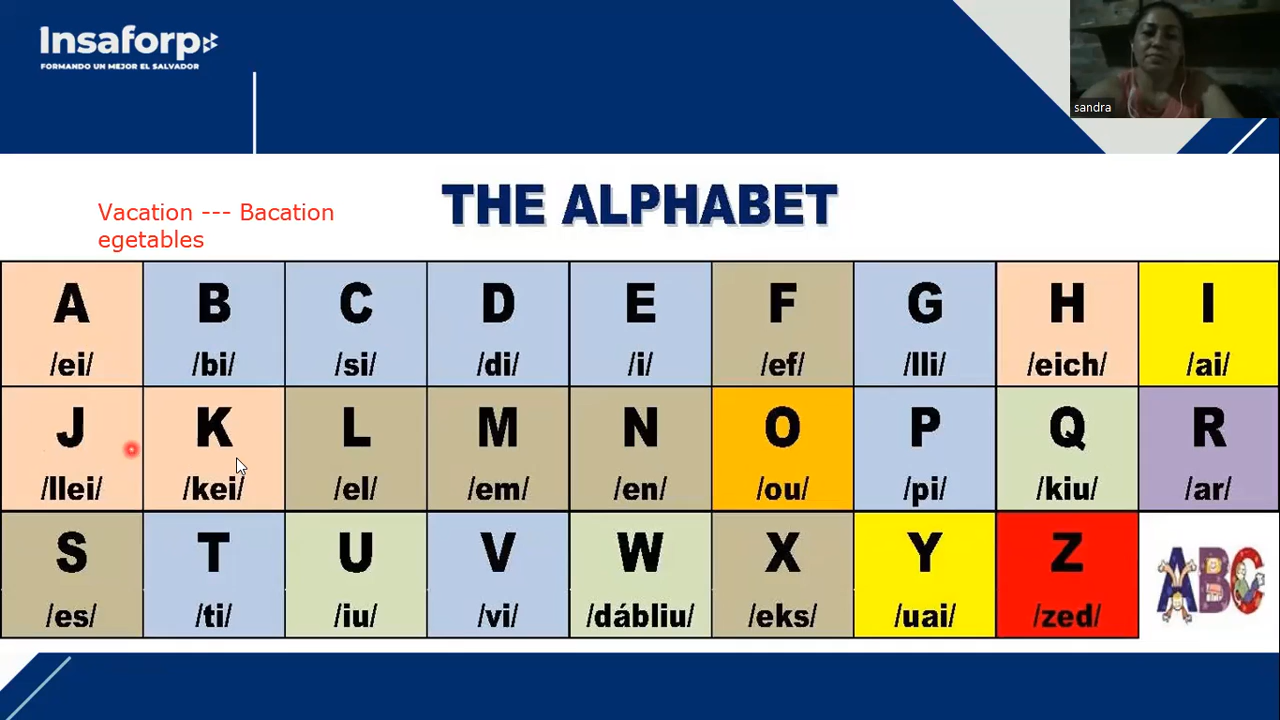 Insaforp
FORMANDO UN MEJOR EL SALVADOR
sandra
THE ALPHABET
Vacation --- Bacation
egetables
A B C D E F G H I
/ei/ /bi/ /si/ /di/ /i/ /ef/ /lli/ /eich/ /ai/
J K L M N O P Q R
/llei/ /kei/ /el/ /em/ /en/ /ou/ /pi/ /kiu/ /ar/
S T U V W X Y Z ABC
/es/ /ti/ /iu/ /vi/ /dábliu/ /eks/ /uai/ /zed/